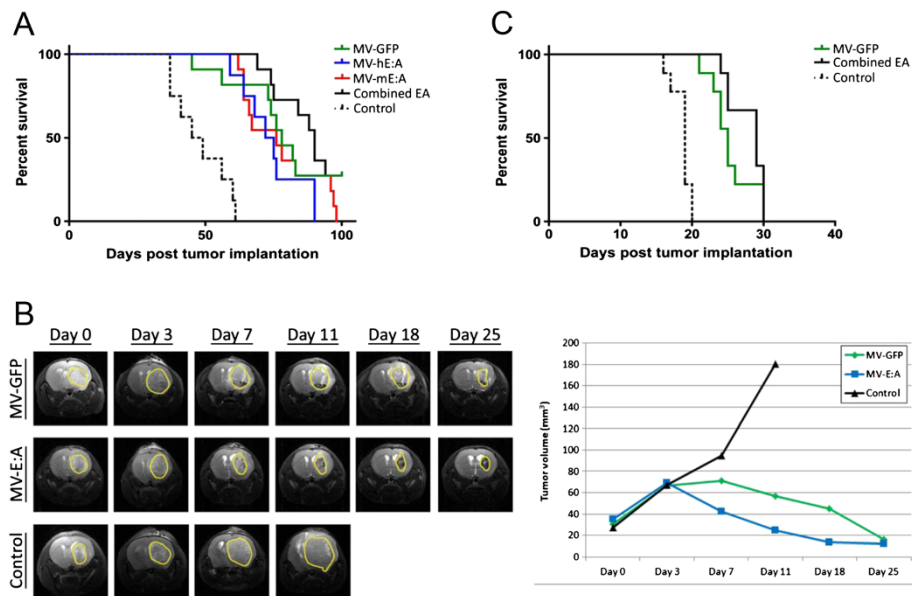 A
MV-GFP
MV-hE:A
MV-mE:A
Combined EA
Control
Percent survival
100
50
0
0 50 100
Days post tumor implantation
C
MV-GFP
Combined EA
Control
Percent survival
100
50
0
0 10 20 30 40
Days post tumor implantation
B
Day 0 Day 3 Day 7 Day 11 Day 18 Day 25
MV-GFP
MV-E:A
Control
Tumor volume (mm³)
200
180
160
140
120
100
80
60
40
20
0
Day 0 Day 3 Day 7 Day 11 Day 18 Day 25
MV-GFP
MV-E:A
Control